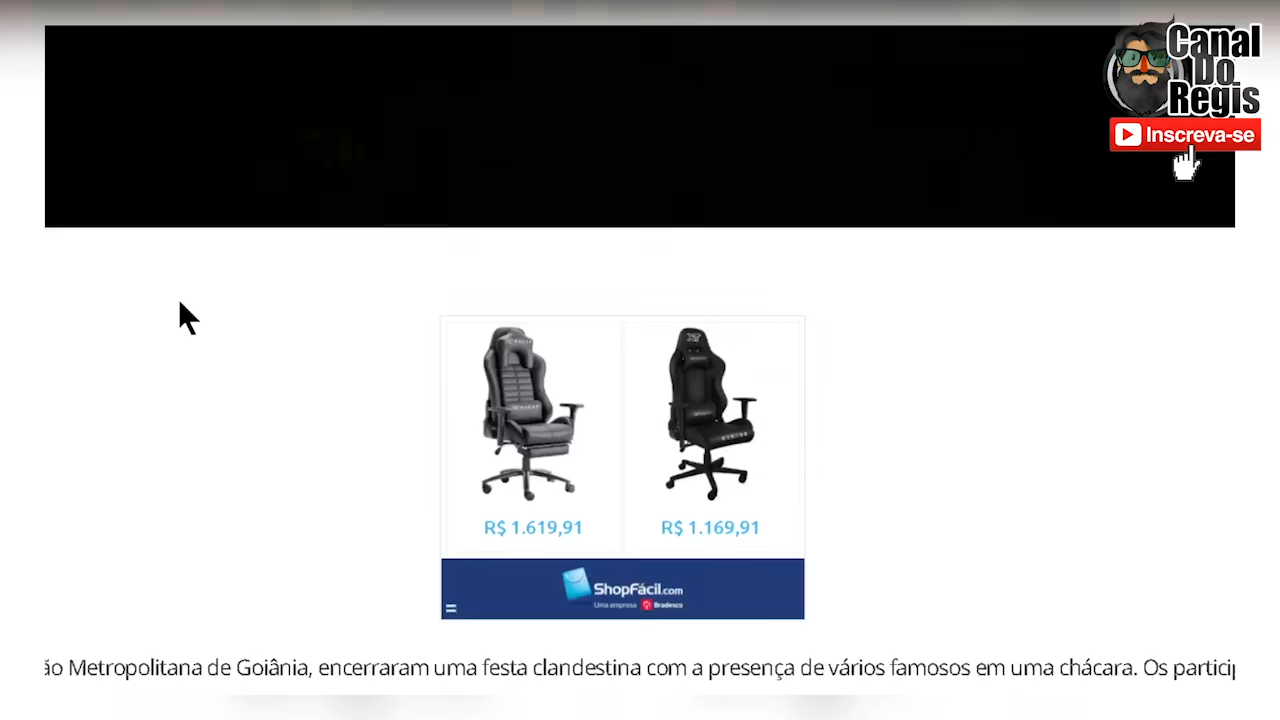 Canal
Do
Regis
Inscreva-se
R$ 1.619,91
R$ 1.169,91
ShopFácil.com
Uma empresa Bradesco
ão Metropolitana de Goiânia, encerraram uma festa clandestina com a presença de vários famosos em uma chácara. Os particip